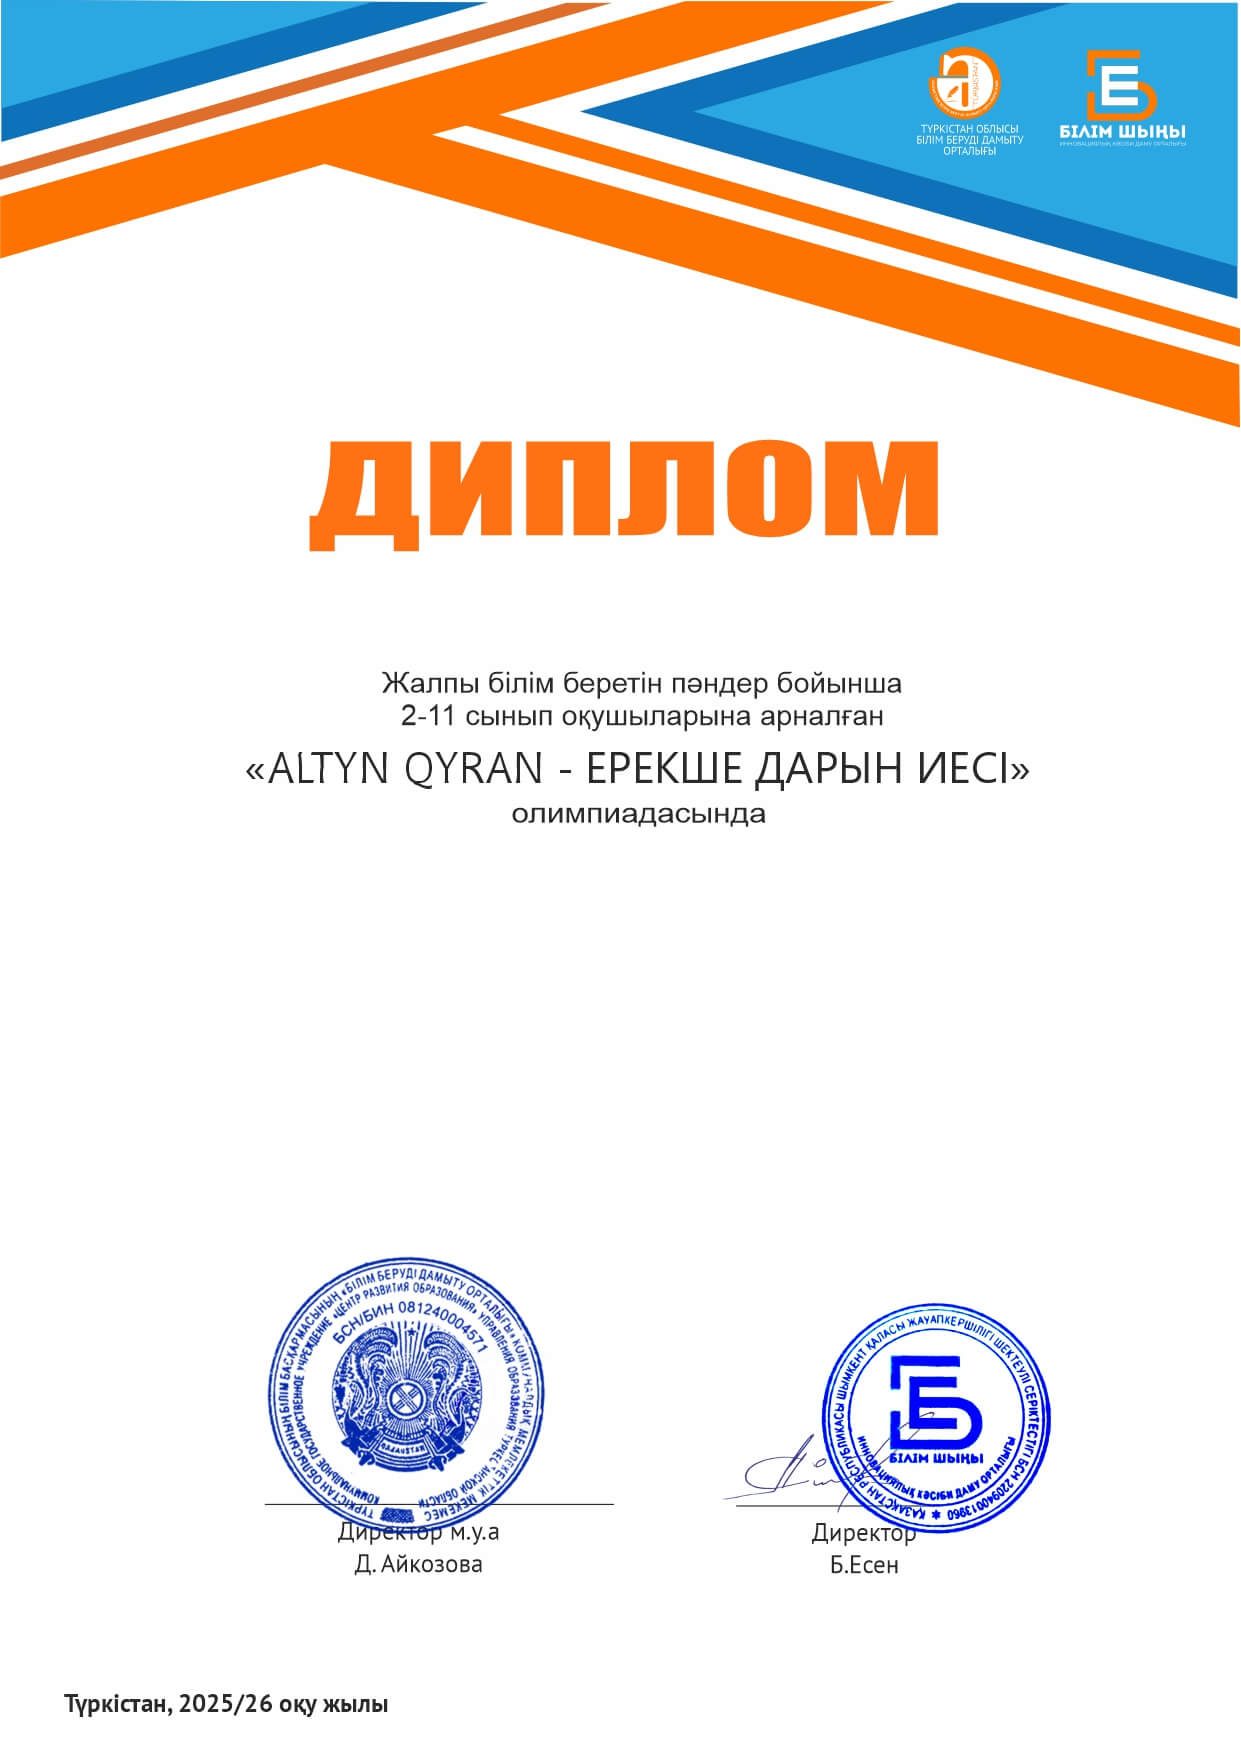 TURKISTAN
ТҮРКІСТАН ОБЛЫСЫ
БІЛІМ БЕРУДІ ДАМЫТУ
ОРТАЛЫҒЫ
БІЛІМ ШЫҢЫ
ИННОВАЦИЯЛЫҚ КӘСІБИ ДАМУ ОРТАЛЫҒЫ
ДИПЛОМ
Жалпы білім беретін пәндер бойынша
2-11 сынып оқушыларына арналған
«ALTYN QYRAN - ЕРЕКШЕ ДАРЫН ИЕСІ»
олимпиадасында
ТҮРКІСТАН ОБЛЫСЫНЫҢ БІЛІМ БАСҚАРМАСЫНЫҢ «БІЛІМ БЕРУДІ ДАМЫТУ ОРТАЛЫҒЫ» КОММУНАЛДЫҚ МЕМЛЕКЕТТІК МЕКЕМЕС
КОММУНАЛЬНОЕ ГОСУДАРСТВЕННОЕ УЧРЕЖДЕНИЕ «ЦЕНТР РАЗВИТИЯ ОБРАЗОВАНИЯ» УПРАВЛЕНИЯ ОБРАЗОВАНИЯ ТУРКЕСТАНСКОЙ ОБЛАСТИ
БСН/БИН 081240004571
QAZAQSTAN
ҚАЗАҚСТАН РЕСПУБЛИКАСЫ ШЫМКЕНТ ҚАЛАСЫ ЖАУАПКЕРШІЛІГІ ШЕКТЕУЛІ СЕРІКТЕСТІГІ БСН 220940013960
БІЛІМ ШЫҢЫ
ИННОВАЦИЯЛЫҚ КӘСІБИ ДАМУ ОРТАЛЫҒЫ
Директор м.у.а
Д. Айкозова
Директор
Б.Есен
Түркістан, 2025/26 оқу жылы